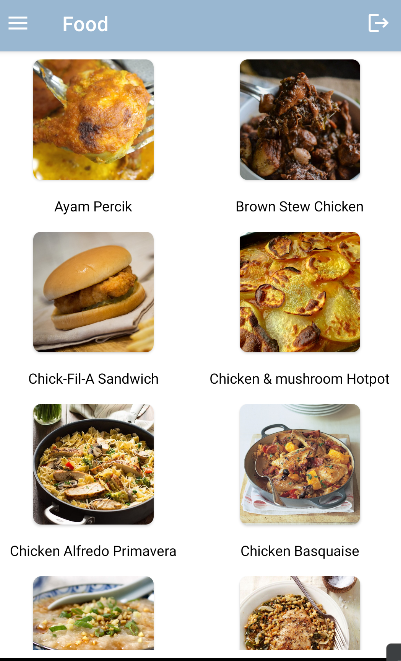 Food
Ayam Percik
Brown Stew Chicken
Chick-Fil-A Sandwich
Chicken & mushroom Hotpot
Chicken Alfredo Primavera
Chicken Basquaise